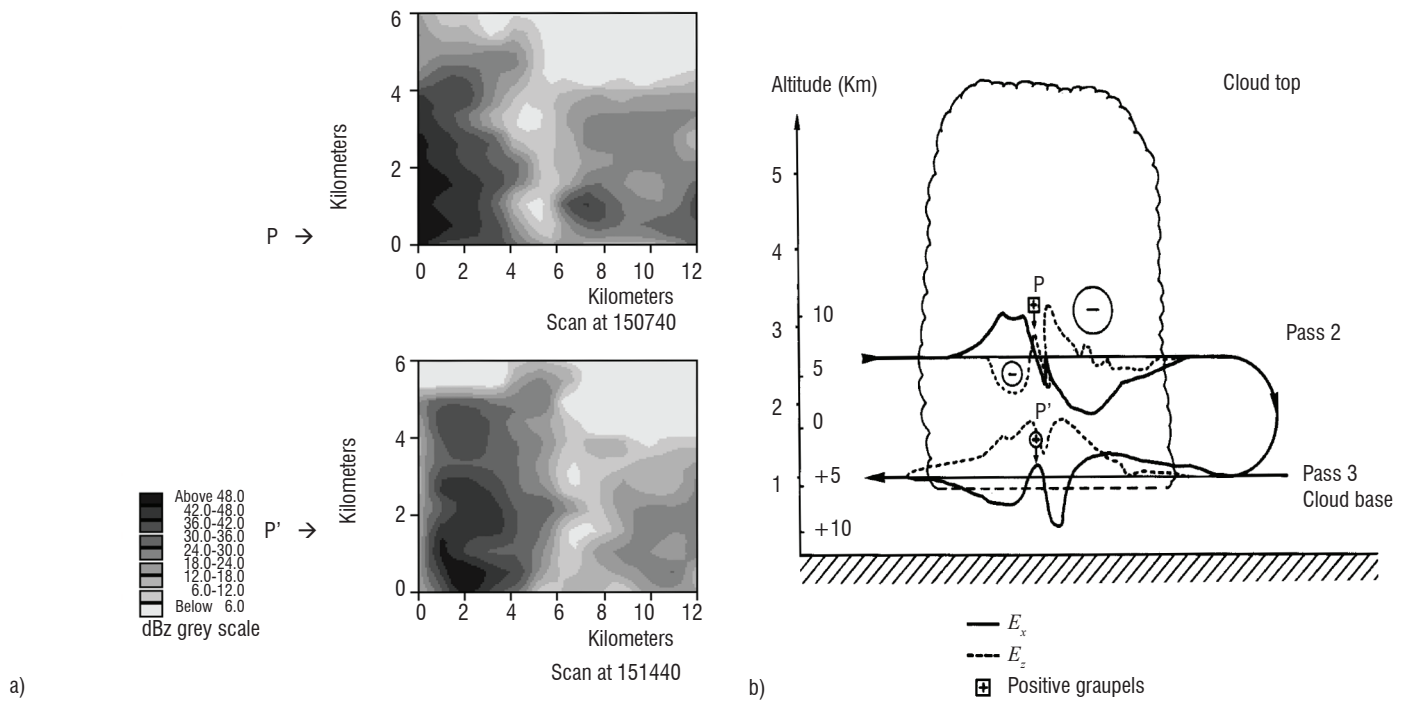 6
4
2
0
Kilometers
P →
0 2 4 6 8 10 12
Kilometers
Scan at 150740
6
4
2
0
Kilometers
P' →
0 2 4 6 8 10 12
Kilometers
Scan at 151440
Above 48.0
42.0-48.0
36.0-42.0
30.0-36.0
24.0-30.0
18.0-24.0
12.0-18.0
6.0-12.0
Below 6.0
dBz grey scale
a)
Altitude (Km)
Cloud top
5
4
3
2
1
10
5
0
+5
+10
P
+
−
−
P'
+
Pass 2
Pass 3
Cloud base
Ex
Ez
+ Positive graupels
b)